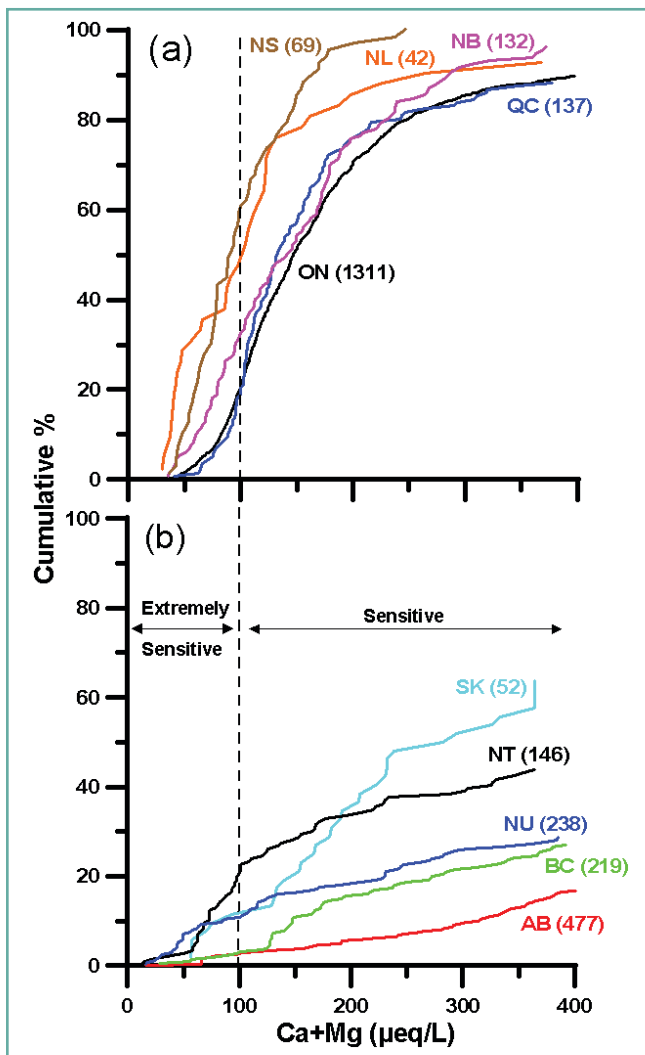 (a)
NS (69)
NL (42)
NB (132)
QC (137)
ON (1311)
100
80
60
40
20
0
Cumulative %
(b)
Extremely
Sensitive
Sensitive
SK (52)
NT (146)
NU (238)
BC (219)
AB (477)
100
80
60
40
20
0
0
100
200
300
400
Ca+Mg (µeq/L)